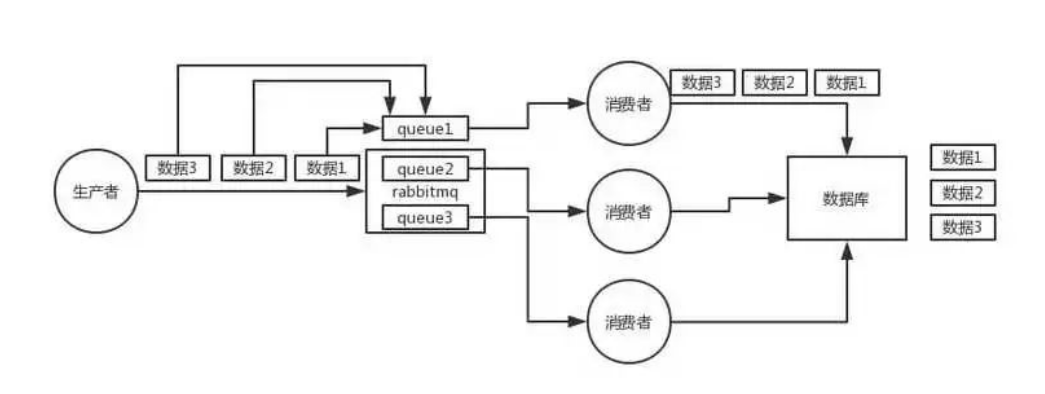 消费者
数据3
数据2
数据1
queue1
数据3
数据2
数据1
生产者
queue2
rabbitmq
queue3
消费者
数据库
数据1
数据2
数据3
消费者